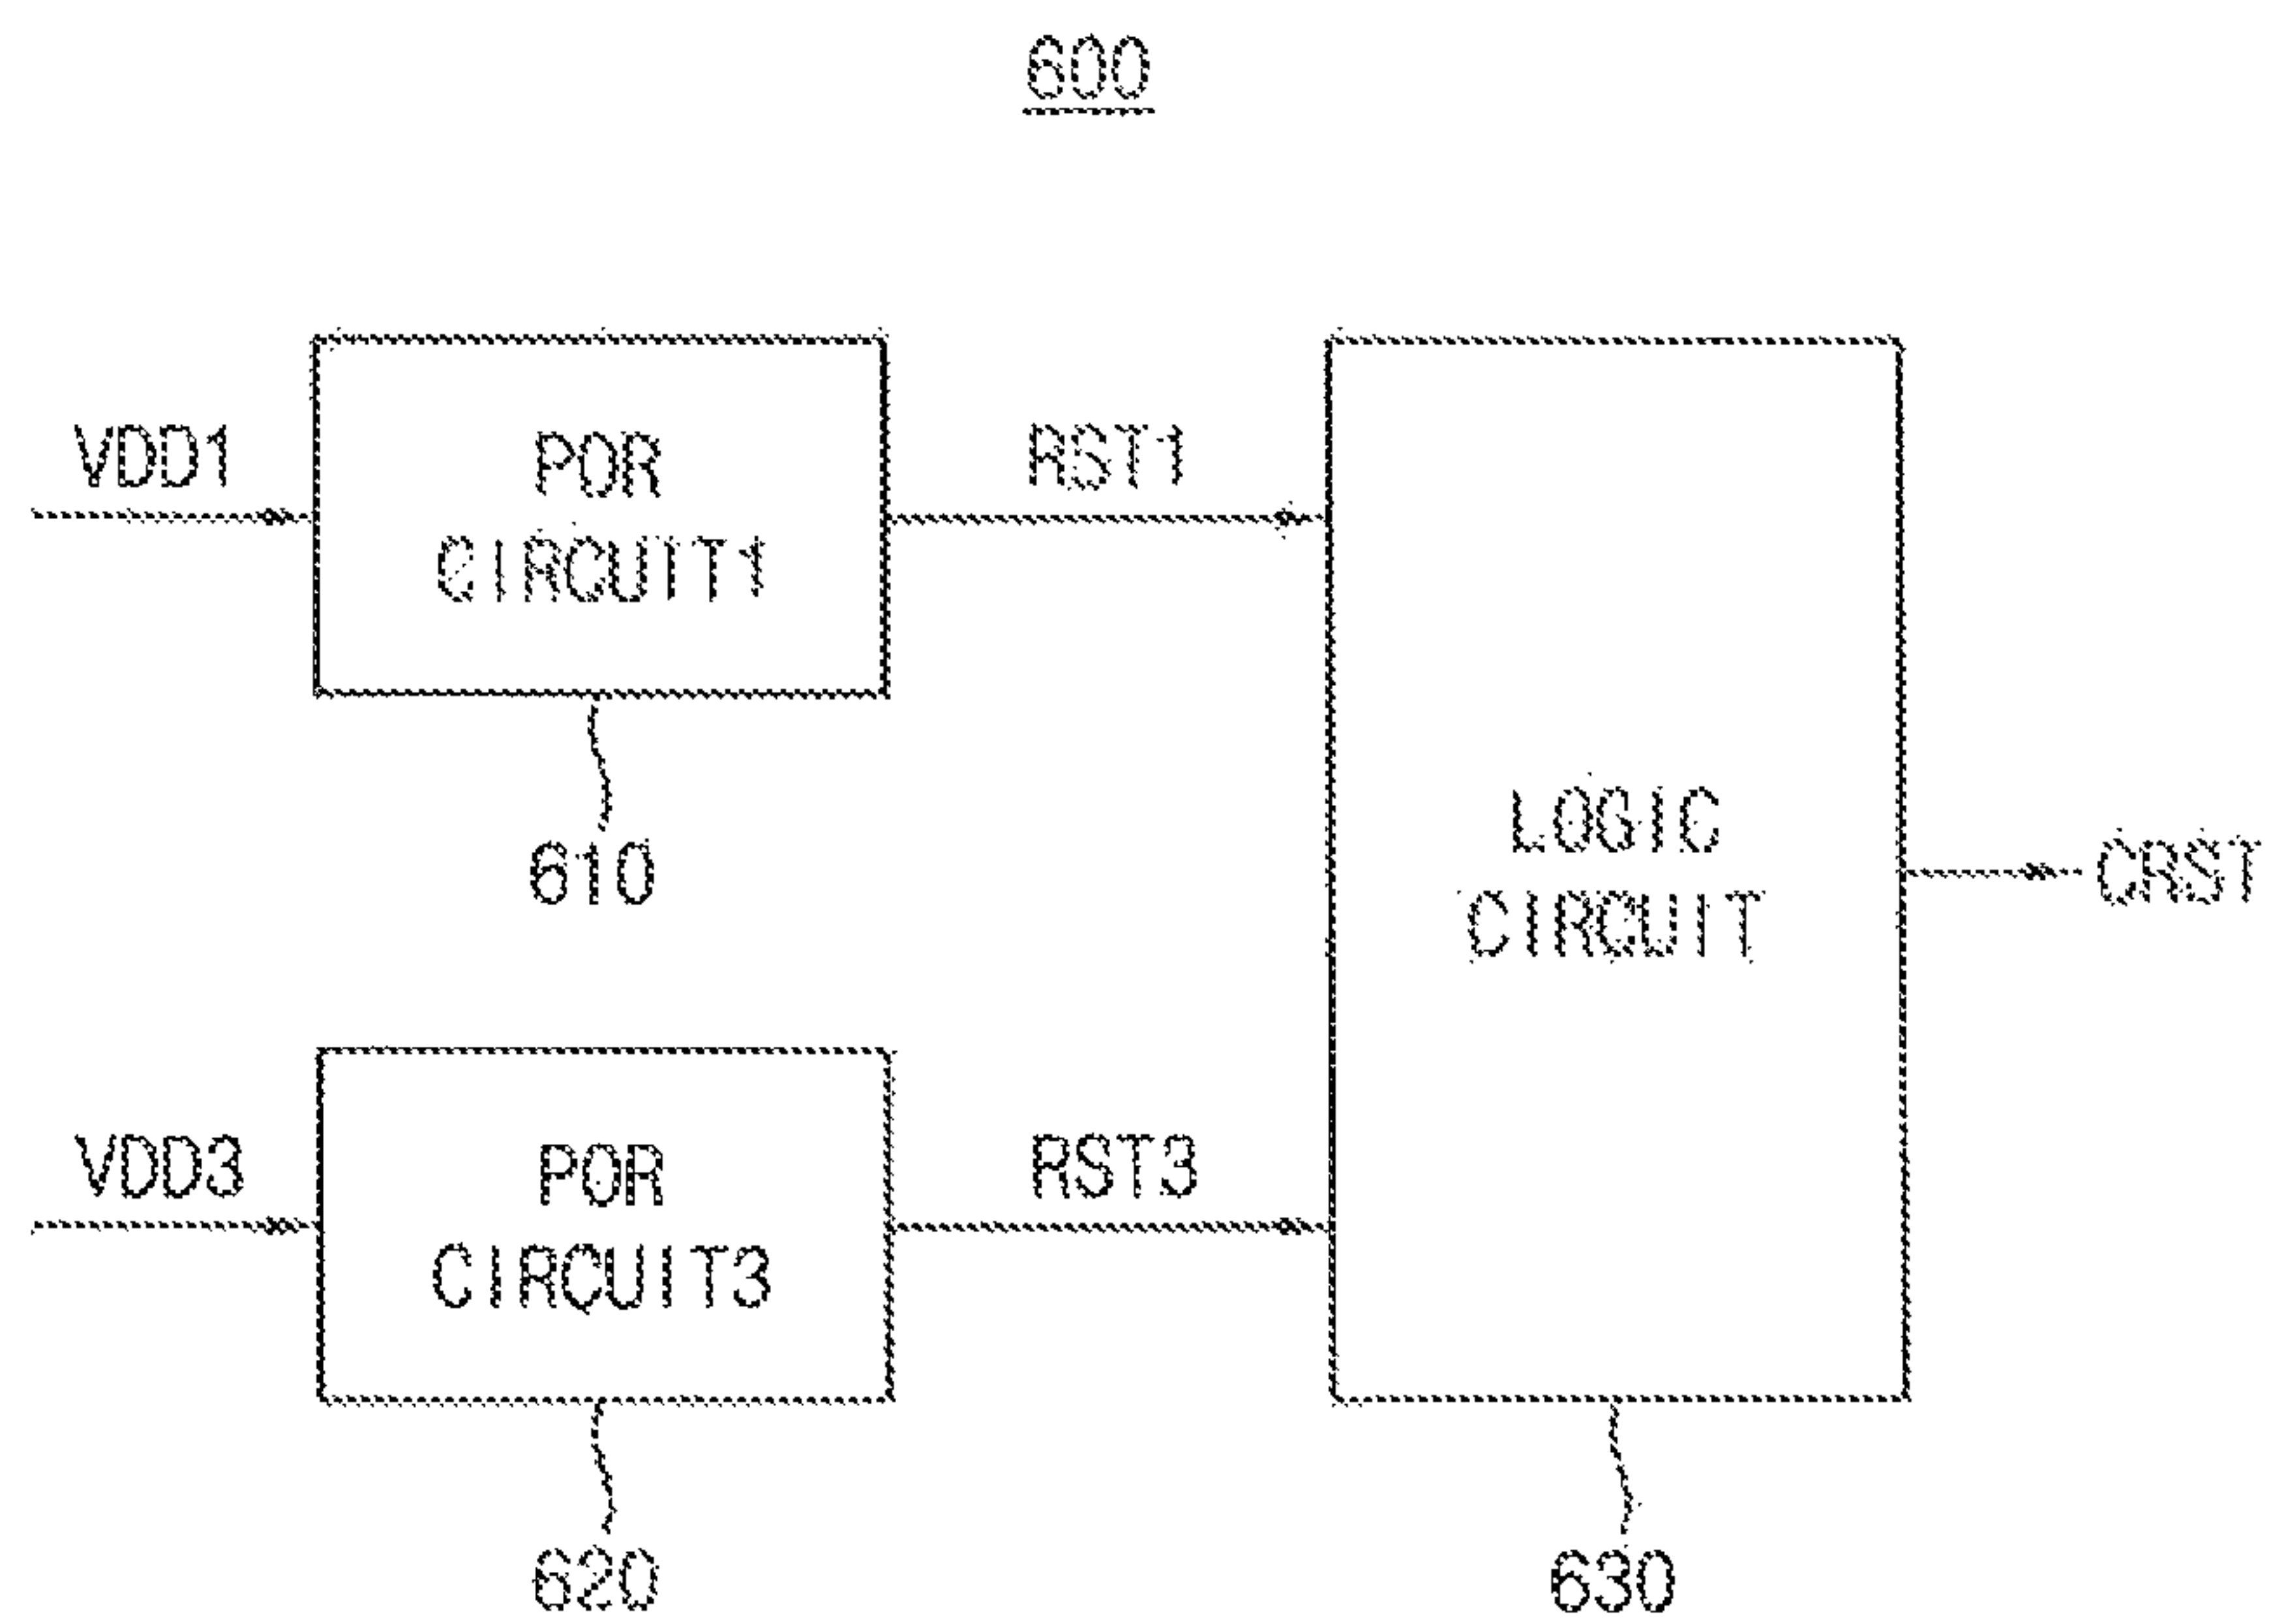 600
VDD1
POR
CIRCUIT1
RST1
610
LOGIC
CIRCUIT
CRST
VDD3
POR
CIRCUIT3
RST3
620
630